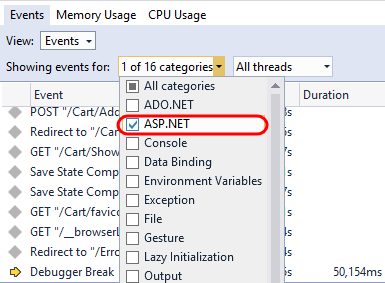 Events Memory Usage CPU Usage
View: Events
Showing events for: 1 of 16 categories All threads
Event Duration
All categories
ADO.NET
ASP.NET
Console
Data Binding
Environment Variables
Exception
File
Gesture
Lazy Initialization
Output
POST "/Cart/Add
Redirect to "/Car
GET "/Cart/Show
Save State Comp
Save State Comp
GET "/Cart/favico
GET "/__browserL
Redirect to "/Erro
Debugger Break 50,154ms